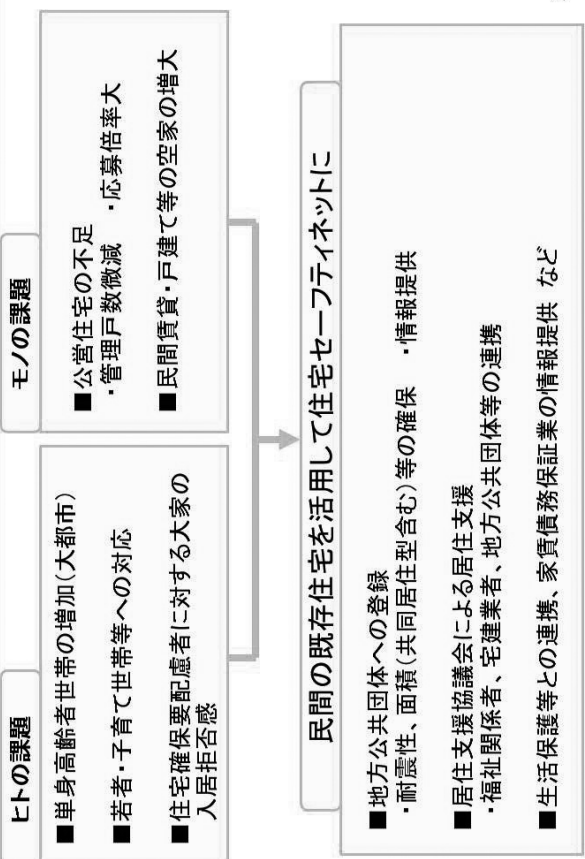 ヒトの課題
■単身高齢者世帯の増加(大都市)
■若者・子育て世帯等への対応
■住宅確保要配慮者に対する大家の
入居拒否感
モノの課題
■公営住宅の不足
・管理戸数微減 ・応募倍率大
■民間賃貸・戸建て等の空家の増大
民間の既存住宅を活用して住宅セーフティネットに
■地方公共団体への登録
・耐震性、面積(共同居住型含む)等の確保 ・情報提供
■居住支援協議会による居住支援
・福祉関係者、宅建業者、地方公共団体等の連携
■生活保護等との連携、家賃債務保証業の情報提供 など